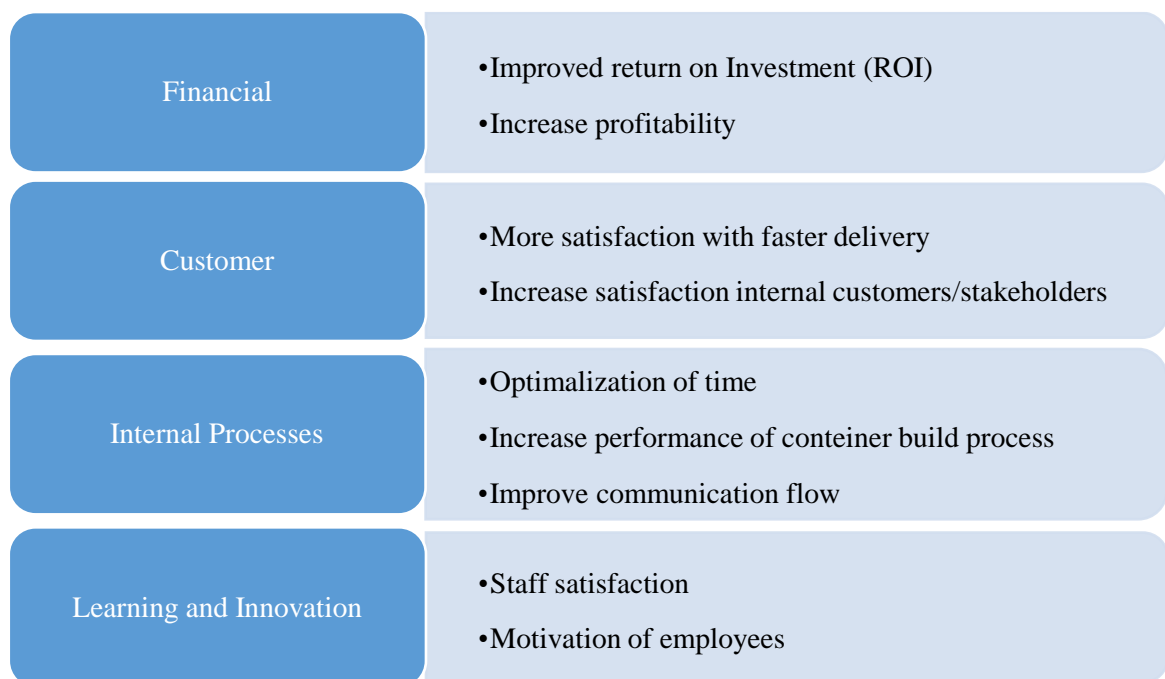 Financial
•Improved return on Investment (ROI)
•Increase profitability
Customer
•More satisfaction with faster delivery
•Increase satisfaction internal customers/stakeholders
Internal Processes
•Optimalization of time
•Increase performance of conteiner build process
•Improve communication flow
Learning and Innovation
•Staff satisfaction
•Motivation of employees